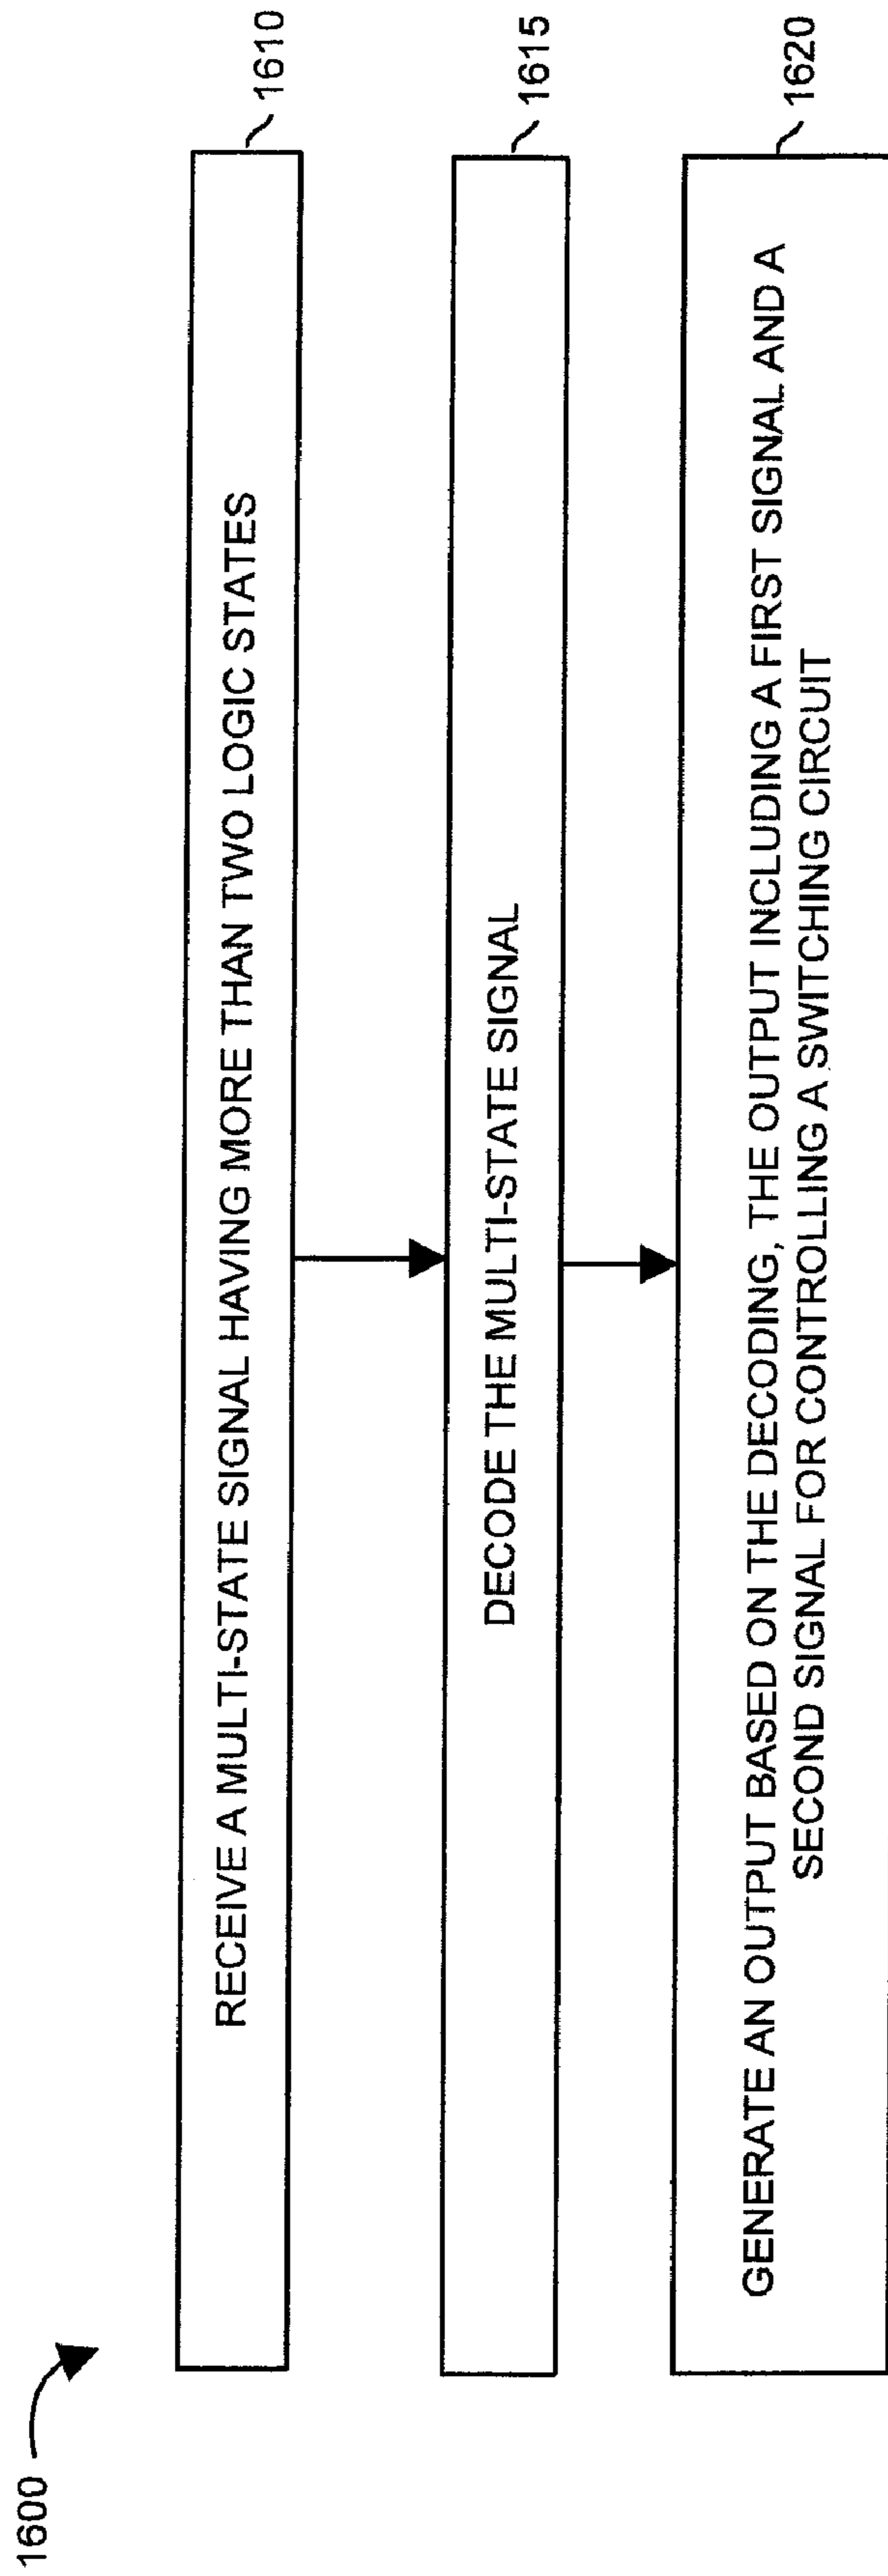 1600
RECEIVE A MULTI-STATE SIGNAL HAVING MORE THAN TWO LOGIC STATES
1610
DECODE THE MULTI-STATE SIGNAL
1615
GENERATE AN OUTPUT BASED ON THE DECODING, THE OUTPUT INCLUDING A FIRST SIGNAL AND A
SECOND SIGNAL FOR CONTROLLING A SWITCHING CIRCUIT
1620